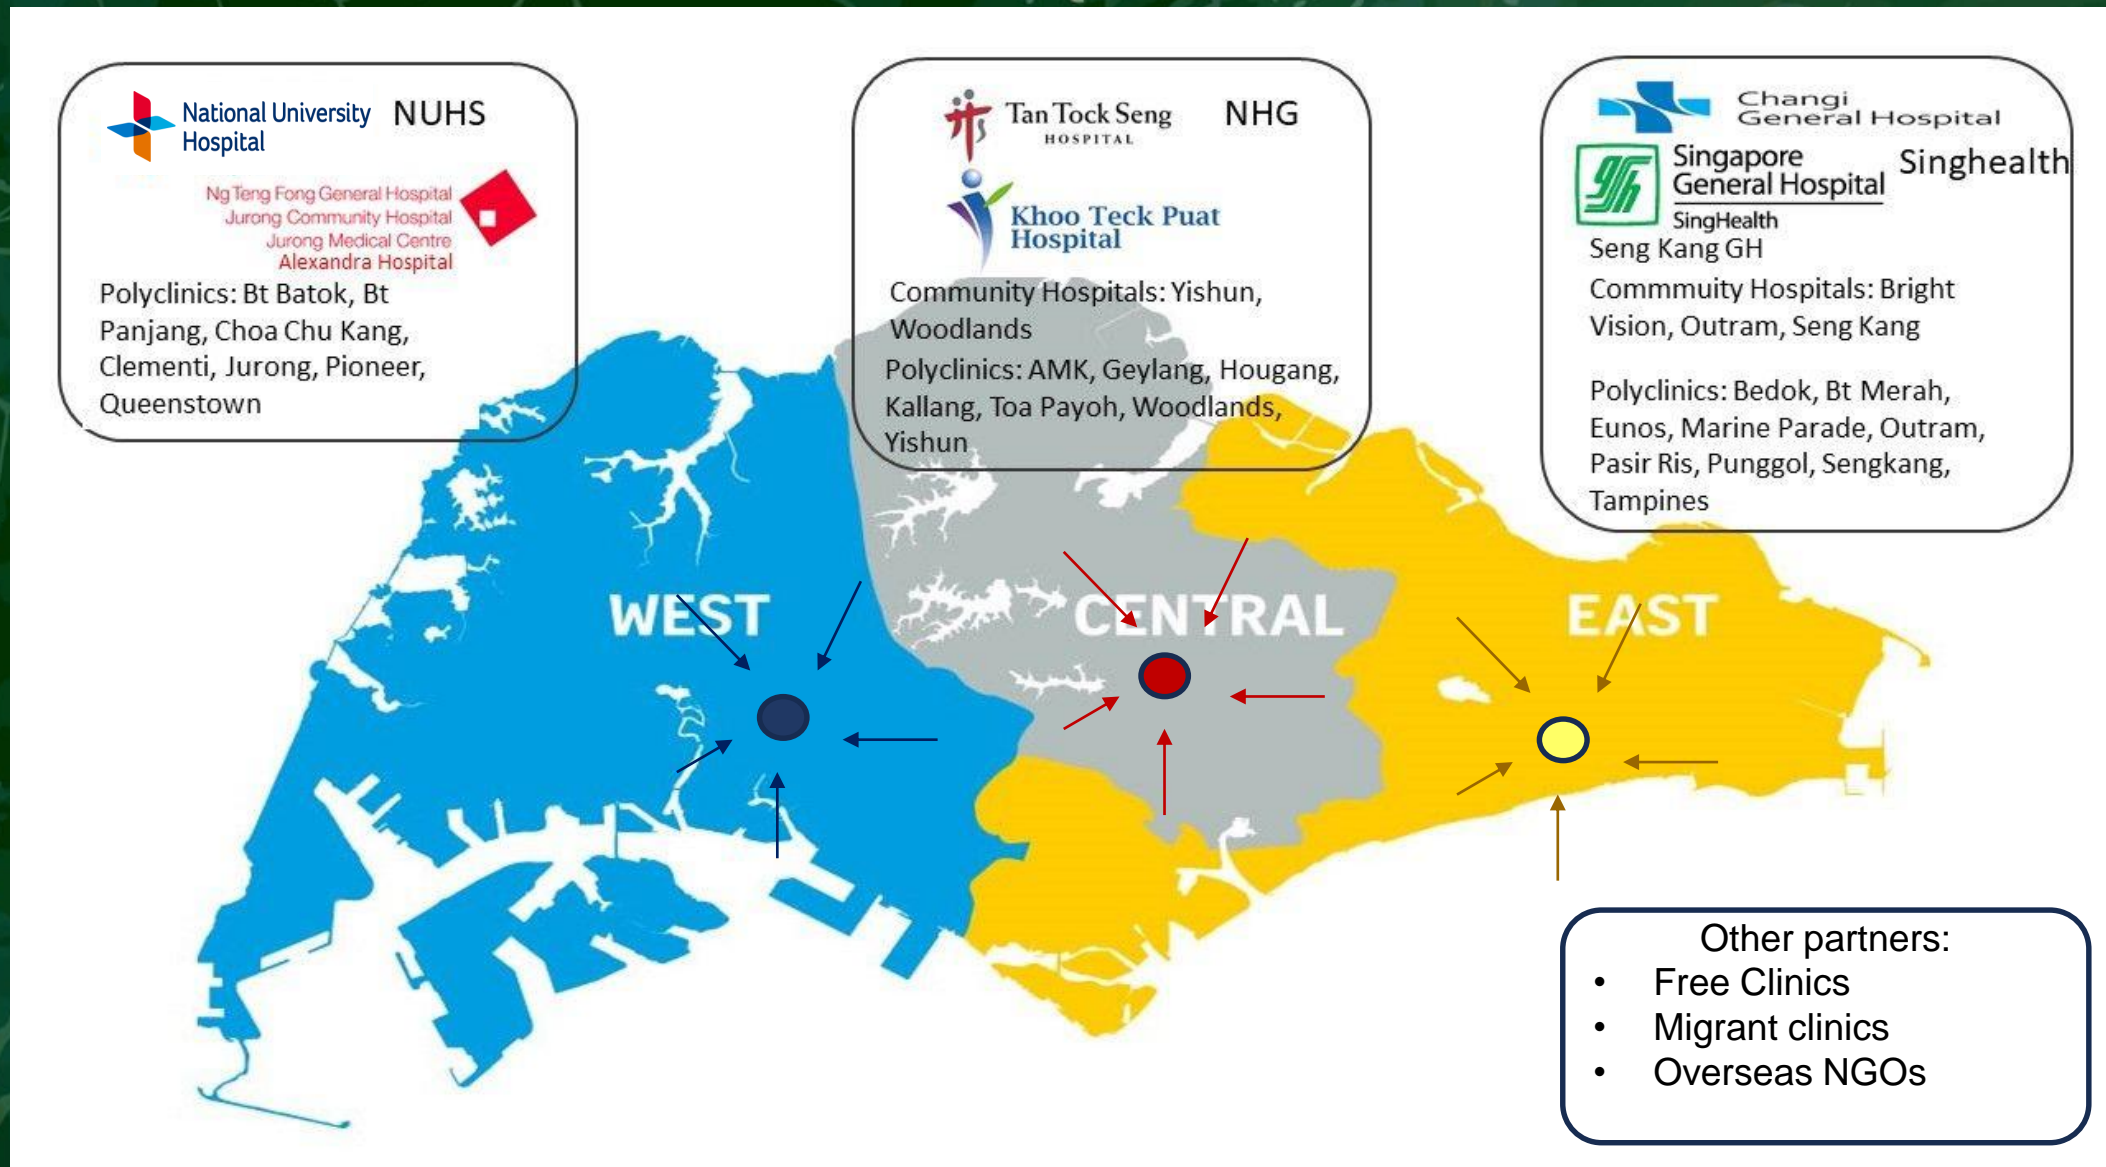 National University
Hospital
NUHS
Ng Teng Fong General Hospital
Jurong Community Hospital
Jurong Medical Centre
Alexandra Hospital
Polyclinics: Bt Batok, Bt
Panjang, Choa Chu Kang,
Clementi, Jurong, Pioneer,
Queenstown
Tan Tock Seng
HOSPITAL
NHG
Khoo Teck Puat
Hospital
Community Hospitals: Yishun,
Woodlands
Polyclinics: AMK, Geylang, Hougang,
Kallang, Toa Payoh, Woodlands,
Yishun
Changi
General Hospital
Singapore
General Hospital
SingHealth
Singhealth
Seng Kang GH
Commmuity Hospitals: Bright
Vision, Outram, Seng Kang
Polyclinics: Bedok, Bt Merah,
Eunos, Marine Parade, Outram,
Pasir Ris, Punggol, Sengkang,
Tampines
WEST
CENTRAL
EAST
Other partners:
• Free Clinics
• Migrant clinics
• Overseas NGOs